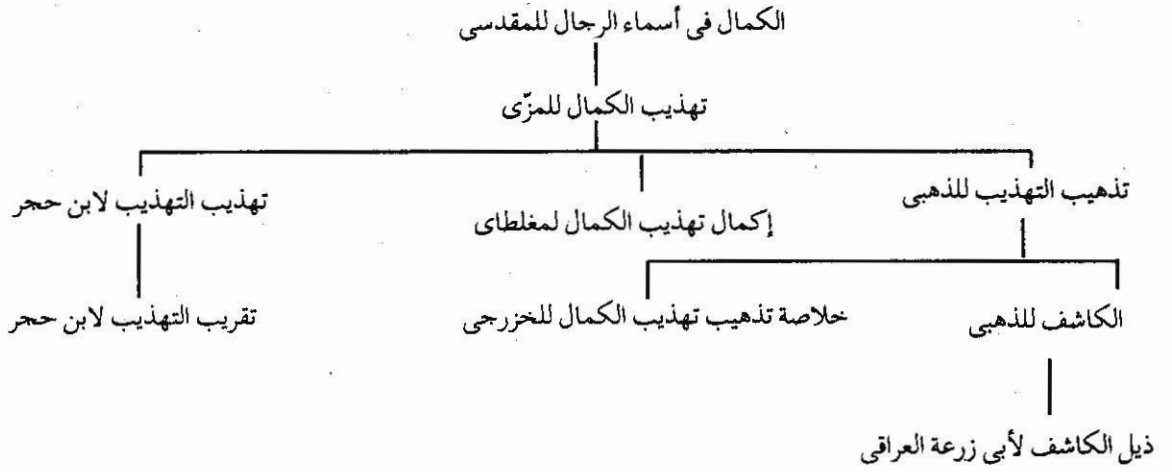 الكمال فى أسماء الرجال للمقدسى
تهذيب الكمال للمزّى
تذهيب التهذيب للذهبى
إكمال تهذيب الكمال لمغلطاى
تهذيب التهذيب لابن حجر
الكاشف للذهبى
خلاصة تذهيب تهذيب الكمال للخزرجى
تقريب التهذيب لابن حجر
ذيل الكاشف لأبى زرعة العراقى